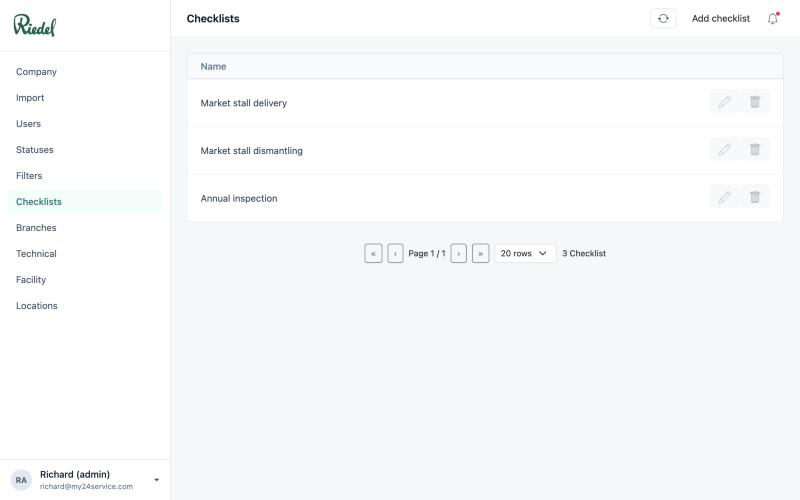 Riedel
Company
Import
Users
Statuses
Filters
Checklists
Branches
Technical
Facility
Locations
RA
Richard (admin)
richard@my24service.com
Checklists
Add checklist
Name
Market stall delivery
Market stall dismantling
Annual inspection
« ‹ Page 1 / 1 › » 20 rows 3 Checklist